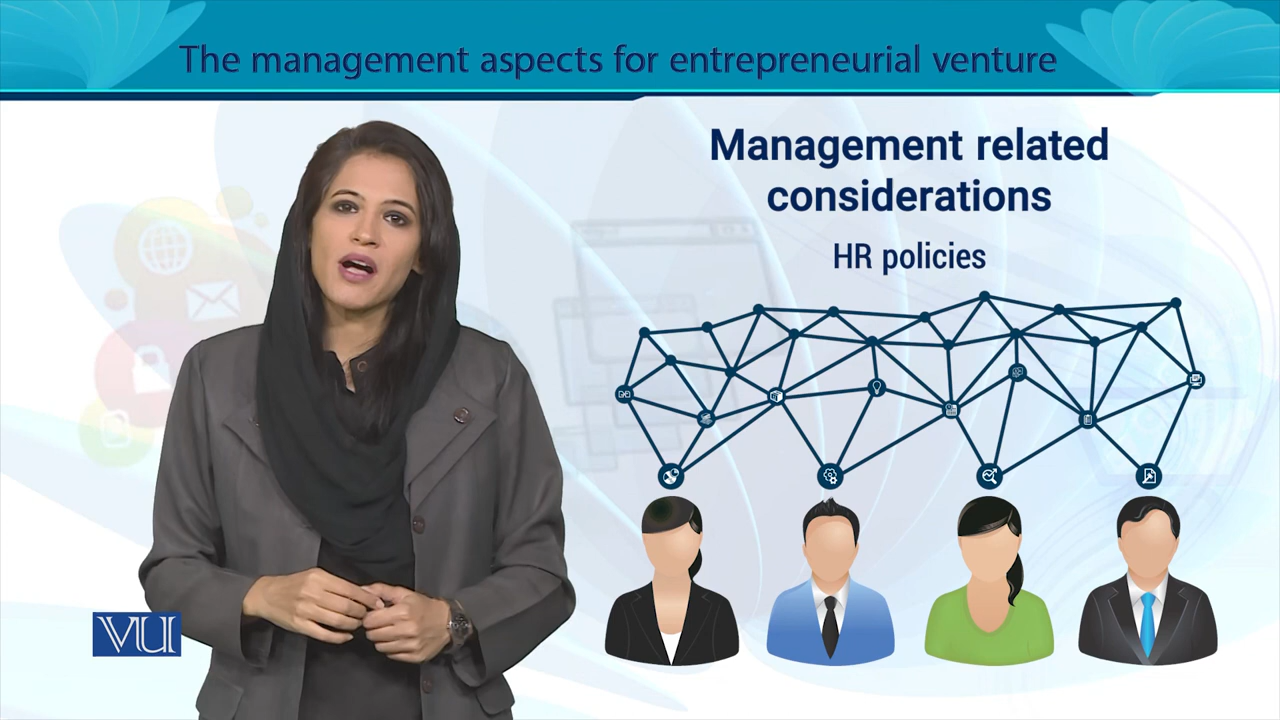 The management aspects for entrepreneurial venture
Management related
considerations
HR policies
VU